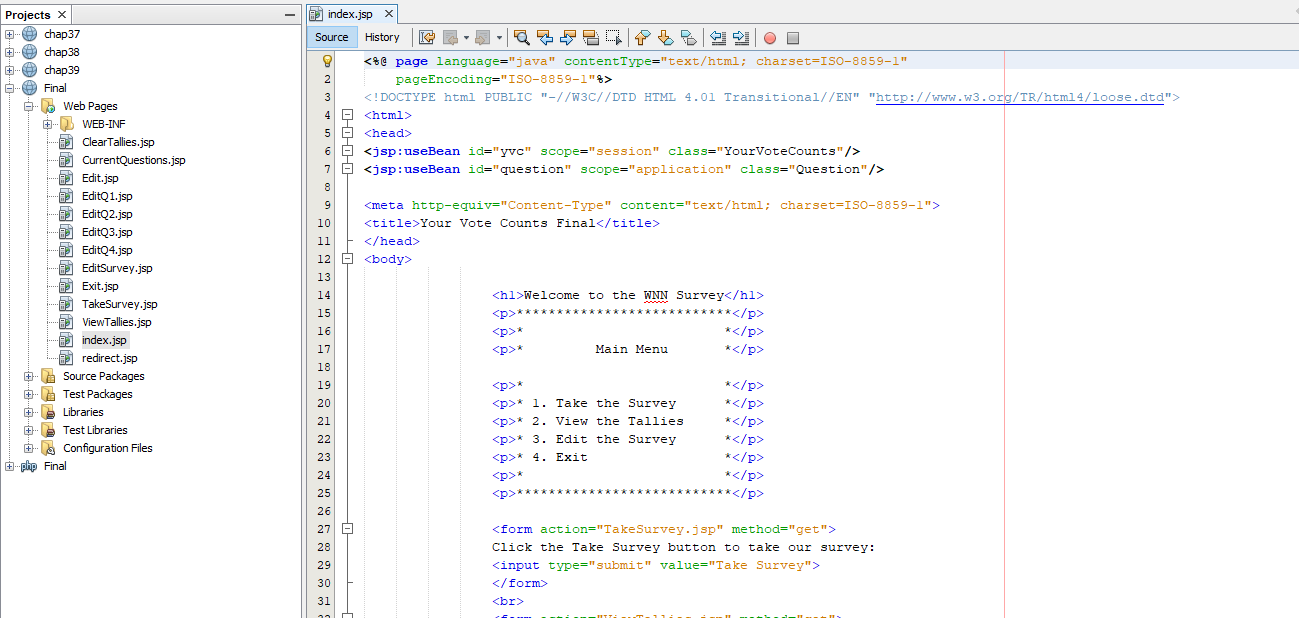 Projects
chap37
chap38
chap39
Final
Web Pages
WEB-INF
ClearTallies.jsp
CurrentQuestions.jsp
Edit.jsp
EditQ1.jsp
EditQ2.jsp
EditQ3.jsp
EditQ4.jsp
EditSurvey.jsp
Exit.jsp
TakeSurvey.jsp
ViewTallies.jsp
index.jsp
redirect.jsp
Source Packages
Test Packages
Libraries
Test Libraries
Configuration Files
php Final
index.jsp
Source History
<%@ page language="java" contentType="text/html; charset=ISO-8859-1"
2     pageEncoding="ISO-8859-1"%>
3 <!DOCTYPE html PUBLIC "-//W3C//DTD HTML 4.01 Transitional//EN" "http://www.w3.org/TR/html4/loose.dtd">
4 <html>
5 <head>
6 <jsp:useBean id="yvc" scope="session" class="YourVoteCounts"/>
7 <jsp:useBean id="question" scope="application" class="Question"/>
8
9 <meta http-equiv="Content-Type" content="text/html; charset=ISO-8859-1">
10 <title>Your Vote Counts Final</title>
11 </head>
12 <body>
13
14 <h1>Welcome to the WNN Survey</h1>
15 <p>***************************</p>
16 <p>*                         *</p>
17 <p>*         Main Menu       *</p>
18
19 <p>*                         *</p>
20 <p>* 1. Take the Survey      *</p>
21 <p>* 2. View the Tallies     *</p>
22 <p>* 3. Edit the Survey      *</p>
23 <p>* 4. Exit                 *</p>
24 <p>*                         *</p>
25 <p>***************************</p>
26
27 <form action="TakeSurvey.jsp" method="get">
28 Click the Take Survey button to take our survey:
29 <input type="submit" value="Take Survey">
30 </form>
31 <br>
32 <form action="ViewTallies.jsp" method="get">